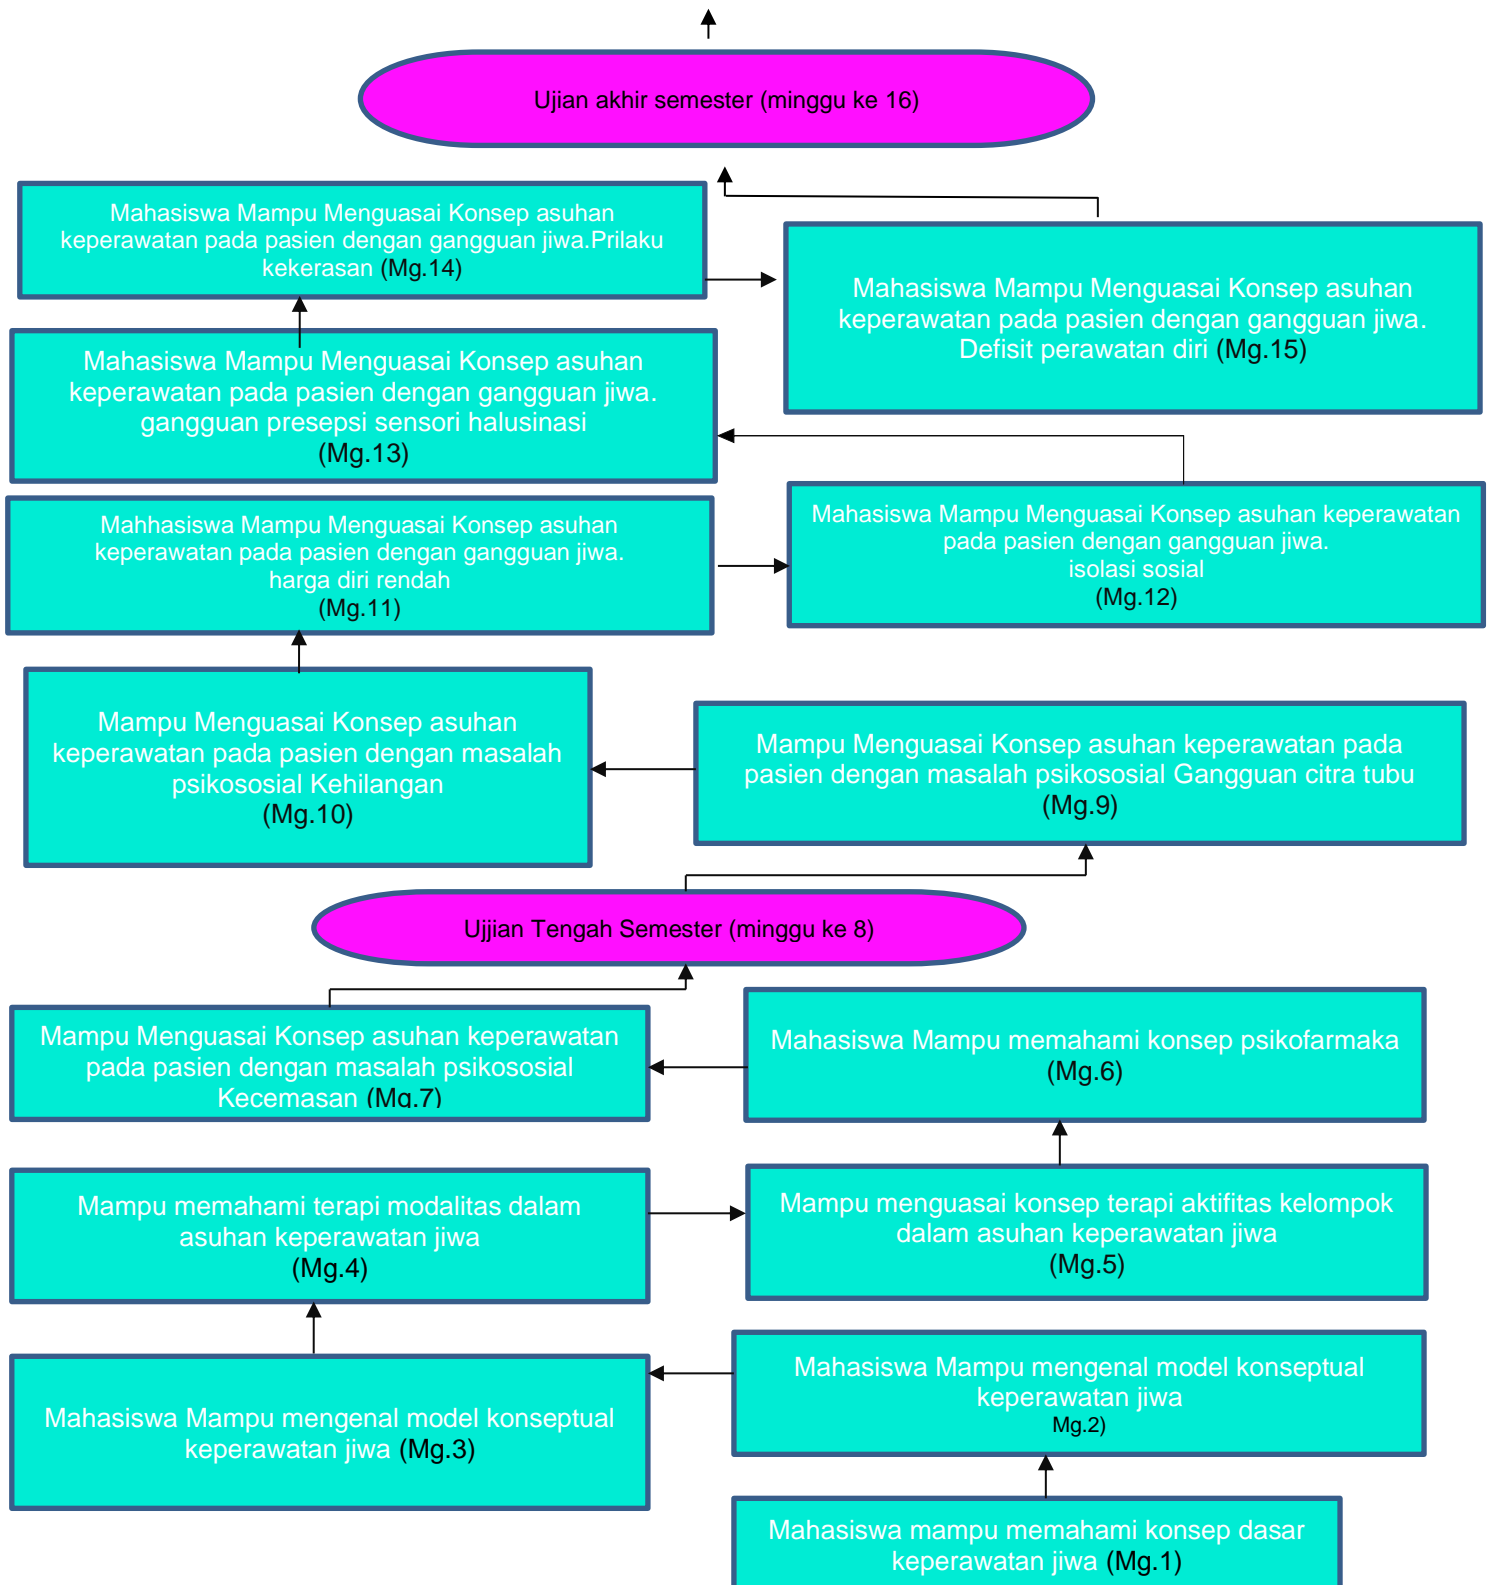 Ujian akhir semester (minggu ke 16)
Mahasiswa Mampu Menguasai Konsep asuhan
keperawatan pada pasien dengan gangguan jiwa.Prilaku
kekerasan (Mg.14)
Mahasiswa Mampu Menguasai Konsep asuhan
keperawatan pada pasien dengan gangguan jiwa.
Defisit perawatan diri (Mg.15)
Mahasiswa Mampu Menguasai Konsep asuhan
keperawatan pada pasien dengan gangguan jiwa.
gangguan presepsi sensori halusinasi
(Mg.13)
Mahhasiswa Mampu Menguasai Konsep asuhan
keperawatan pada pasien dengan gangguan jiwa.
harga diri rendah
(Mg.11)
Mahasiswa Mampu Menguasai Konsep asuhan keperawatan
pada pasien dengan gangguan jiwa.
isolasi sosial
(Mg.12)
Mampu Menguasai Konsep asuhan
keperawatan pada pasien dengan masalah
psikososial Kehilangan
(Mg.10)
Mampu Menguasai Konsep asuhan keperawatan pada
pasien dengan masalah psikososial Gangguan citra tubu
(Mg.9)
Ujjian Tengah Semester (minggu ke 8)
Mampu Menguasai Konsep asuhan keperawatan
pada pasien dengan masalah psikososial
Kecemasan (Mg.7)
Mahasiswa Mampu memahami konsep psikofarmaka
(Mg.6)
Mampu memahami terapi modalitas dalam
asuhan keperawatan jiwa
(Mg.4)
Mampu menguasai konsep terapi aktifitas kelompok
dalam asuhan keperawatan jiwa
(Mg.5)
Mahasiswa Mampu mengenal model konseptual
keperawatan jiwa (Mg.3)
Mahasiswa Mampu mengenal model konseptual
keperawatan jiwa
Mg.2)
Mahasiswa mampu memahami konsep dasar
keperawatan jiwa (Mg.1)